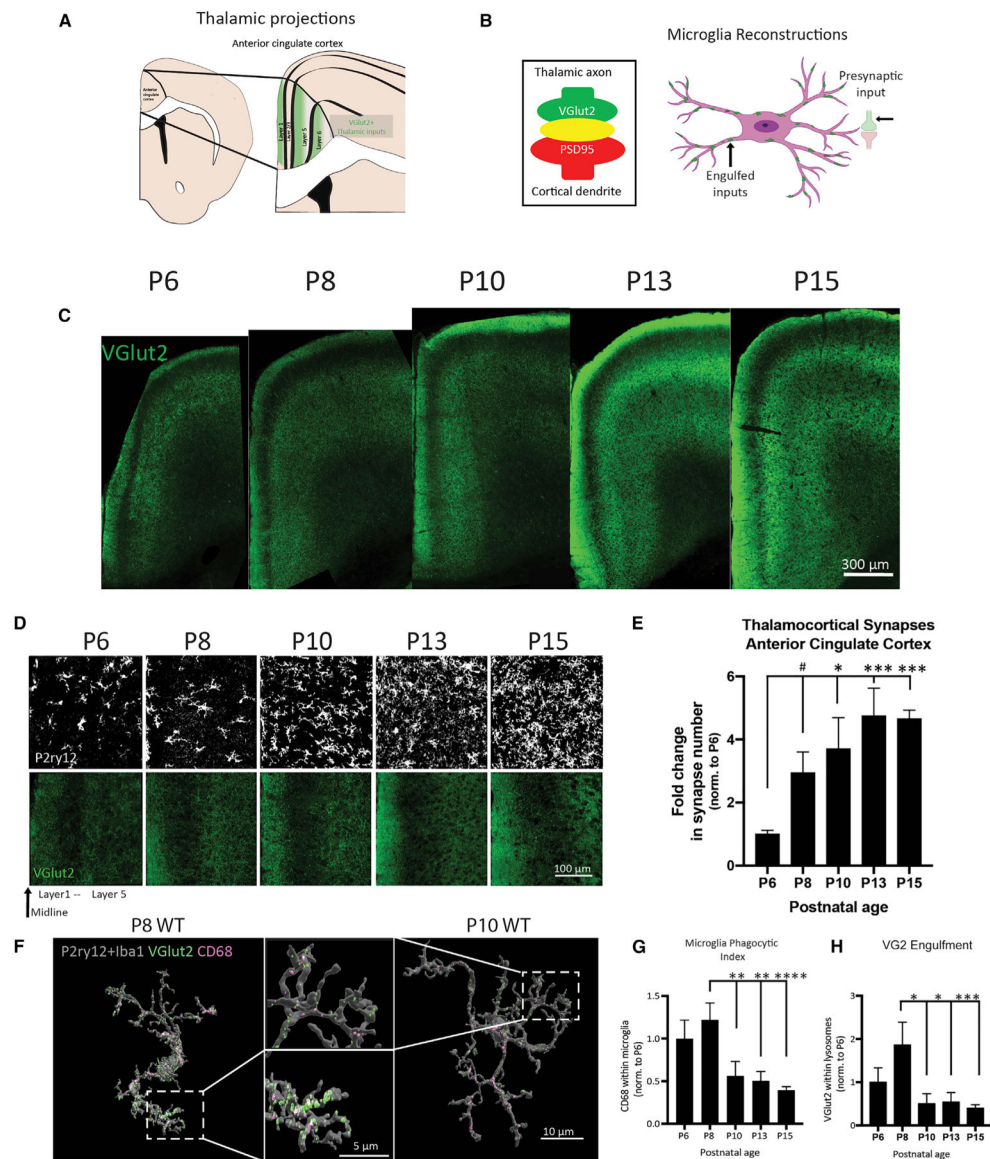 A
Thalamic projections
Anterior cingulate cortex
Anterior
cingulate
cortex
Layer 1
Layer 5
Layer 6
VGlut2+
Thalamic inputs
B
Microglia Reconstructions
Thalamic axon
VGlut2
PSD95
Cortical dendrite
Presynaptic
input
Engulfed
inputs
C
P6
P8
P10
P13
P15
VGlut2
300 µm
D
P6
P8
P10
P13
P15
P2ry12
VGlut2
100 µm
Layer1 -- Layer 5
Midline
E
Thalamocortical Synapses
Anterior Cingulate Cortex
# * *** ***
Fold change
in synapse number
(norm. to P6)
8
6
4
2
0
P6 P8 P10 P13 P15
Postnatal age
F
P8 WT
P10 WT
P2ry12+Iba1 VGlut2 CD68
5 µm
10 µm
G
Microglia Phagocytic
Index
** ** ****
CD68 within microglia
(norm. to P6)
1.5
1.0
0.5
0.0
P6 P8 P10 P13 P15
Postnatal age
H
VG2 Engulfment
* * ***
VGlut2 within lysosomes
(norm. to P6)
3
2
1
0
P6 P8 P10 P13 P15
Postnatal age